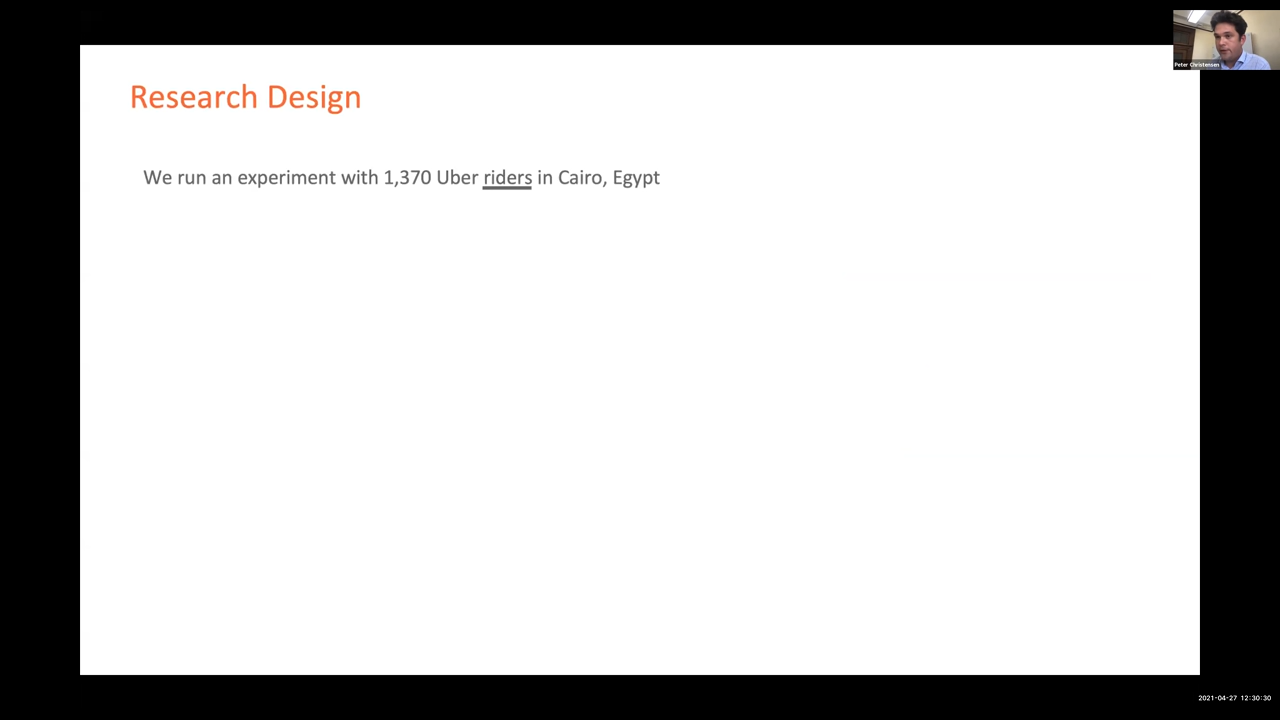 Peter Christensen
Research Design
We run an experiment with 1,370 Uber riders in Cairo, Egypt
2021-04-27 12:30:30